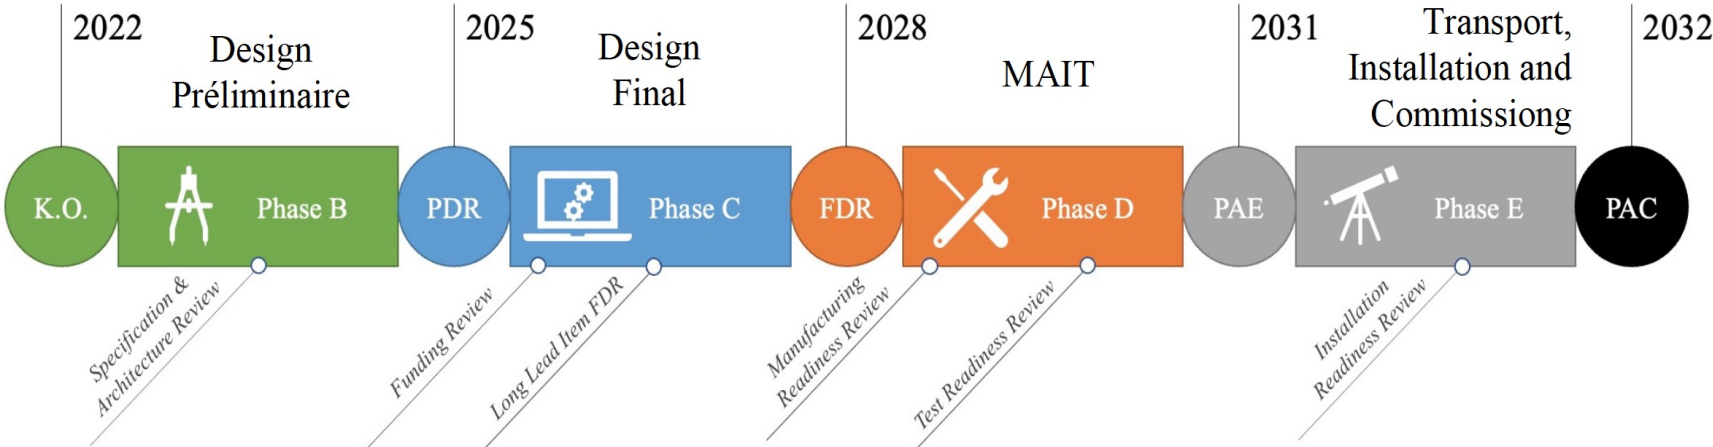 2022
Design
Préliminaire
2025
Design
Final
2028
MAIT
2031
Transport,
Installation and
Commissiong
2032
K.O.
Phase B
PDR
Phase C
FDR
Phase D
PAE
Phase E
PAC
Specification &
Architecture Review
Funding Review
Long Lead Item FDR
Manufacturing
Readiness Review
Test Readiness Review
Installation
Readiness Review